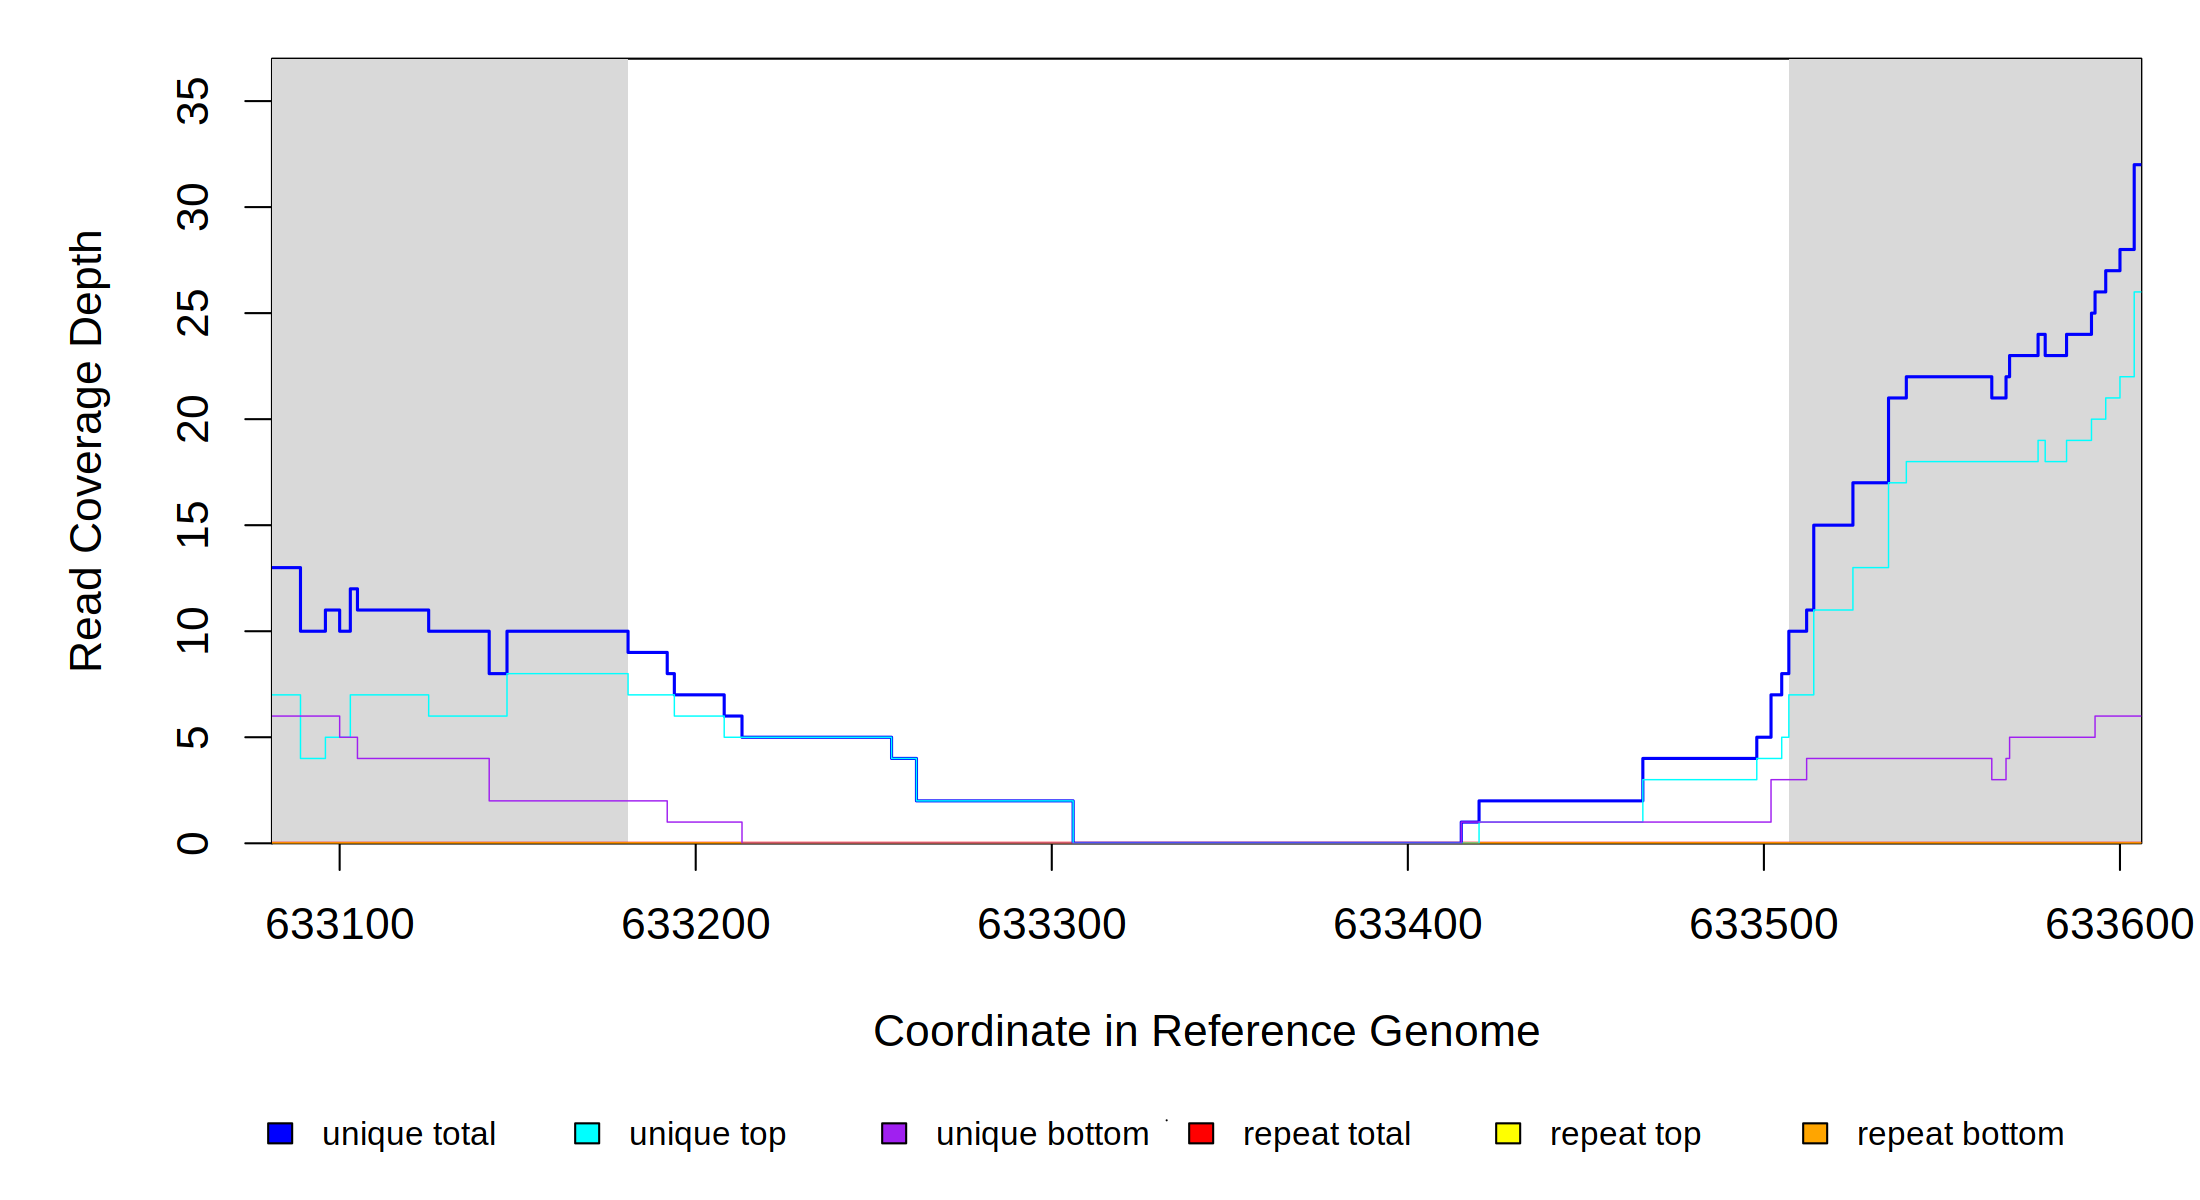 Read Coverage Depth
35
30
25
20
15
10
5
0
633100 633200 633300 633400 633500 633600
Coordinate in Reference Genome
unique total unique top unique bottom repeat total repeat top repeat bottom